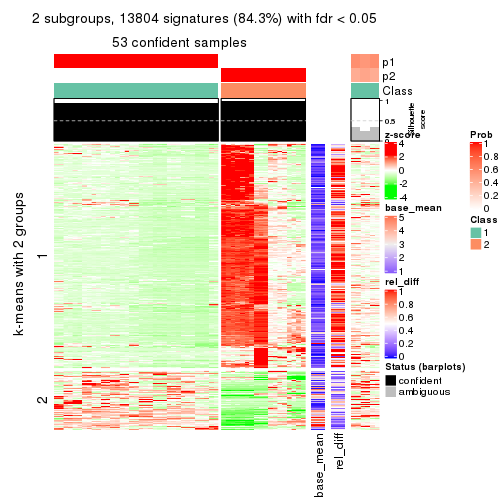 2 subgroups, 13804 signatures (84.3%) with fdr < 0.05
53 confident samples
p1
p2
Class
1
0.5
0
Silhouette
score
k-means with 2 groups
1
2
base_mean
rel_diff
z-score
4
2
0
-2
-4
base_mean
5
4
3
2
1
rel_diff
1
0.8
0.6
0.4
0.2
0
Status (barplots)
confident
ambiguous
Prob
1
0.8
0.6
0.4
0.2
0
Class
1
2